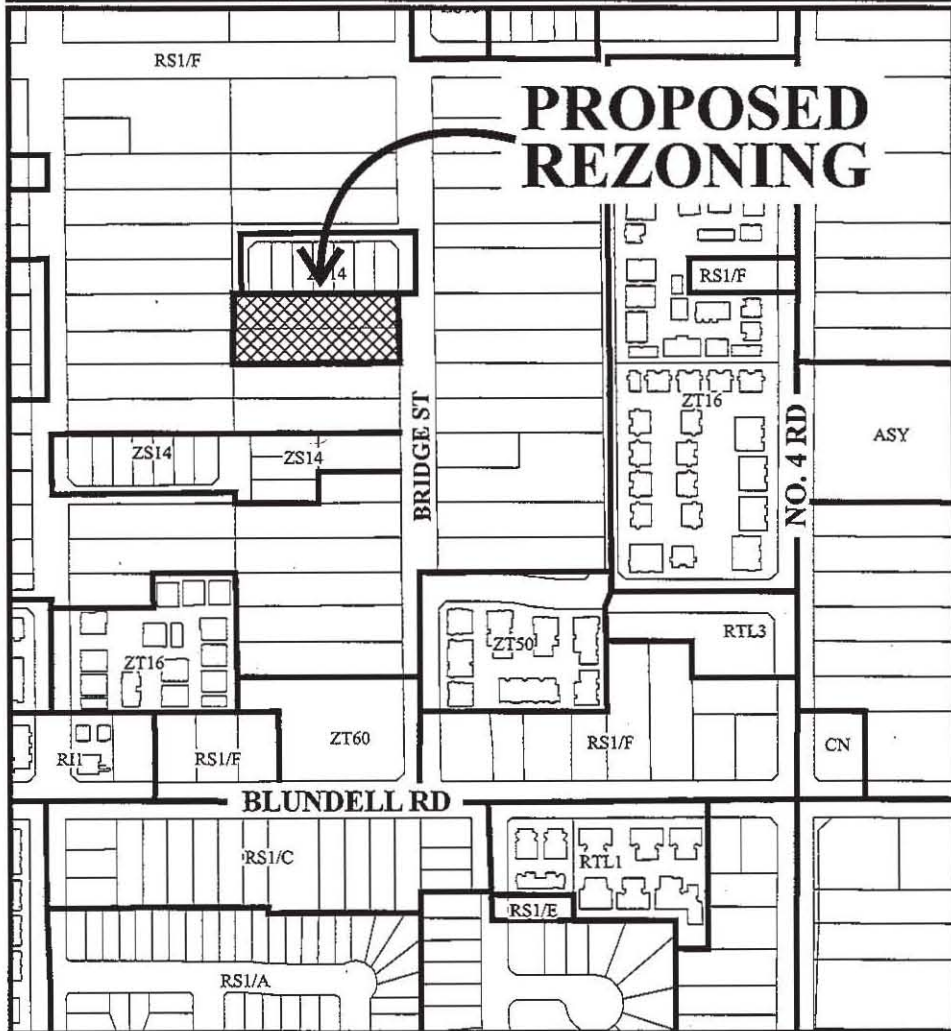 RS1/F
PROPOSED
REZONING
RS1/F
ZT16
ASY
BRIDGE ST
NO. 4 RD
ZS14
ZS14
RTL3
ZT50
ZT16
ZT60
RS1/F
CN
RI1
RS1/F
BLUNDELL RD
RS1/C
RTL1
RS1/E
RS1/A